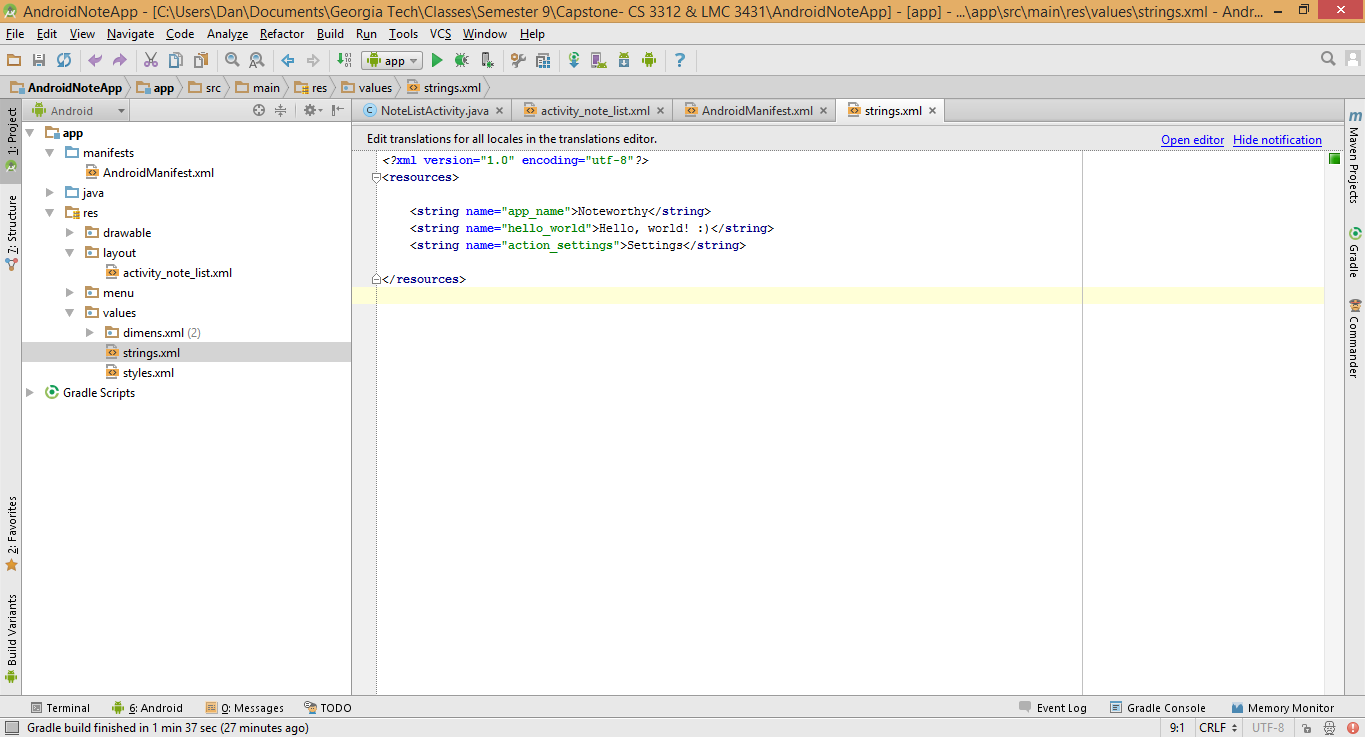 AndroidNoteApp - [C:\Users\Dan\Documents\Georgia Tech\Classes\Semester 9\Capstone- CS 3312 & LMC 3431\AndroidNoteApp] - [app] - ...\app\src\main\res\values\strings.xml - Andr...
File Edit View Navigate Code Analyze Refactor Build Run Tools VCS Window Help
app
AndroidNoteApp app src main res values strings.xml
Android
NoteListActivity.java activity_note_list.xml AndroidManifest.xml strings.xml
Edit translations for all locales in the translations editor. Open editor Hide notification
1: Project
7: Structure
2: Favorites
Build Variants
app
manifests
AndroidManifest.xml
java
res
drawable
layout
activity_note_list.xml
menu
values
dimens.xml (2)
strings.xml
styles.xml
Gradle Scripts
<?xml version="1.0" encoding="utf-8"?>
<resources>
<string name="app_name">Noteworthy</string>
<string name="hello_world">Hello, world! :)</string>
<string name="action_settings">Settings</string>
</resources>
m Maven Projects
Gradle
Commander
Terminal 6: Android 0: Messages TODO Event Log Gradle Console Memory Monitor
Gradle build finished in 1 min 37 sec (27 minutes ago) 9:1 CRLF UTF-8